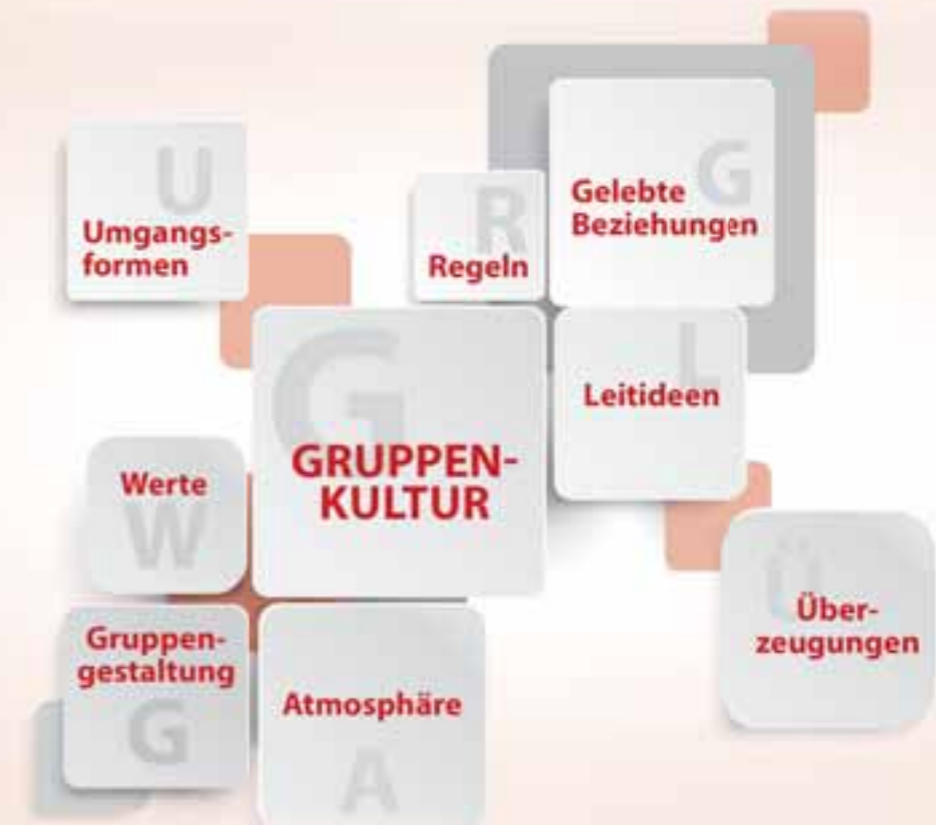 U
Umgangs-
formen
R
Regeln
G
Gelebte
Beziehungen
G
GRUPPEN-
KULTUR
L
Leitideen
Werte
W
Ü
Über-
zeugungen
Gruppen-
gestaltung
G
Atmosphäre
A